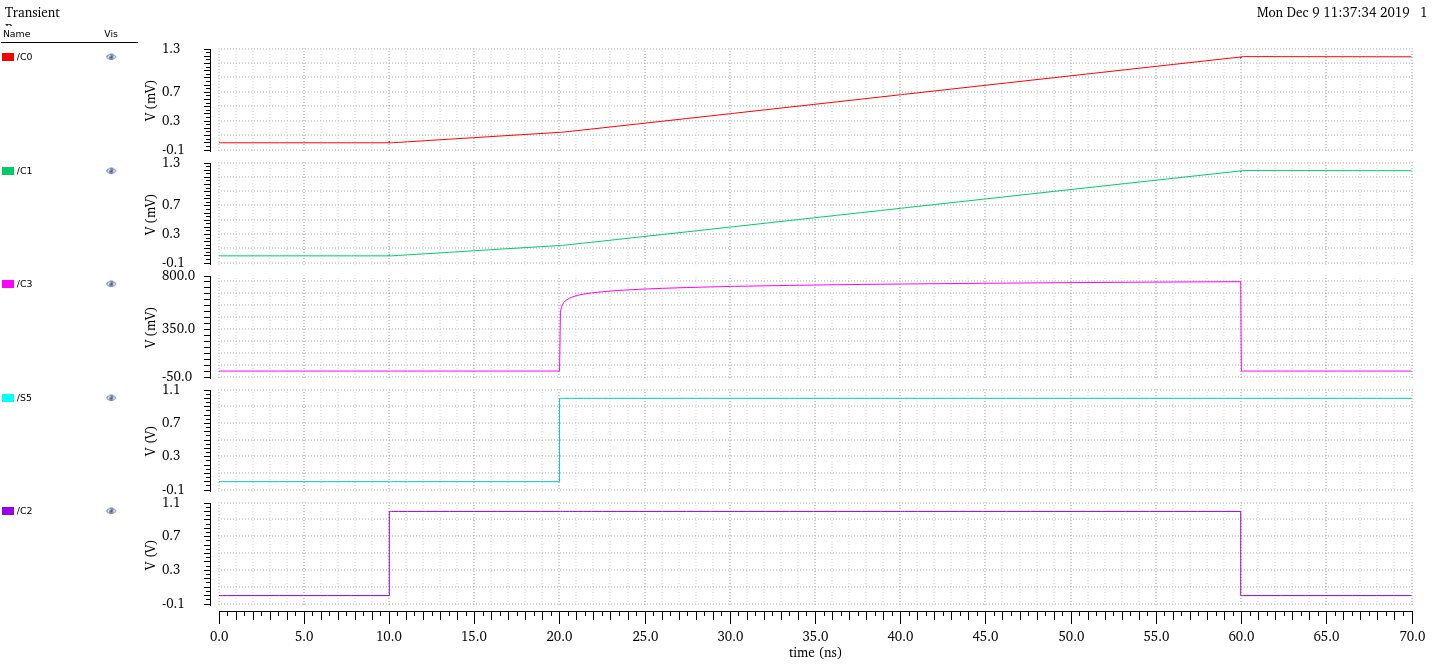 Transient
Mon Dec 9 11:37:34 2019 1
Name Vis
/C0
1.3
0.7
0.3
-0.1
V (mV)
/C1
1.3
0.7
0.3
-0.1
V (mV)
/C3
800.0
350.0
-50.0
V (mV)
/S5
1.1
0.7
0.3
-0.1
V (V)
/C2
1.1
0.7
0.3
-0.1
V (V)
0.0 5.0 10.0 15.0 20.0 25.0 30.0 35.0 40.0 45.0 50.0 55.0 60.0 65.0 70.0
time (ns)